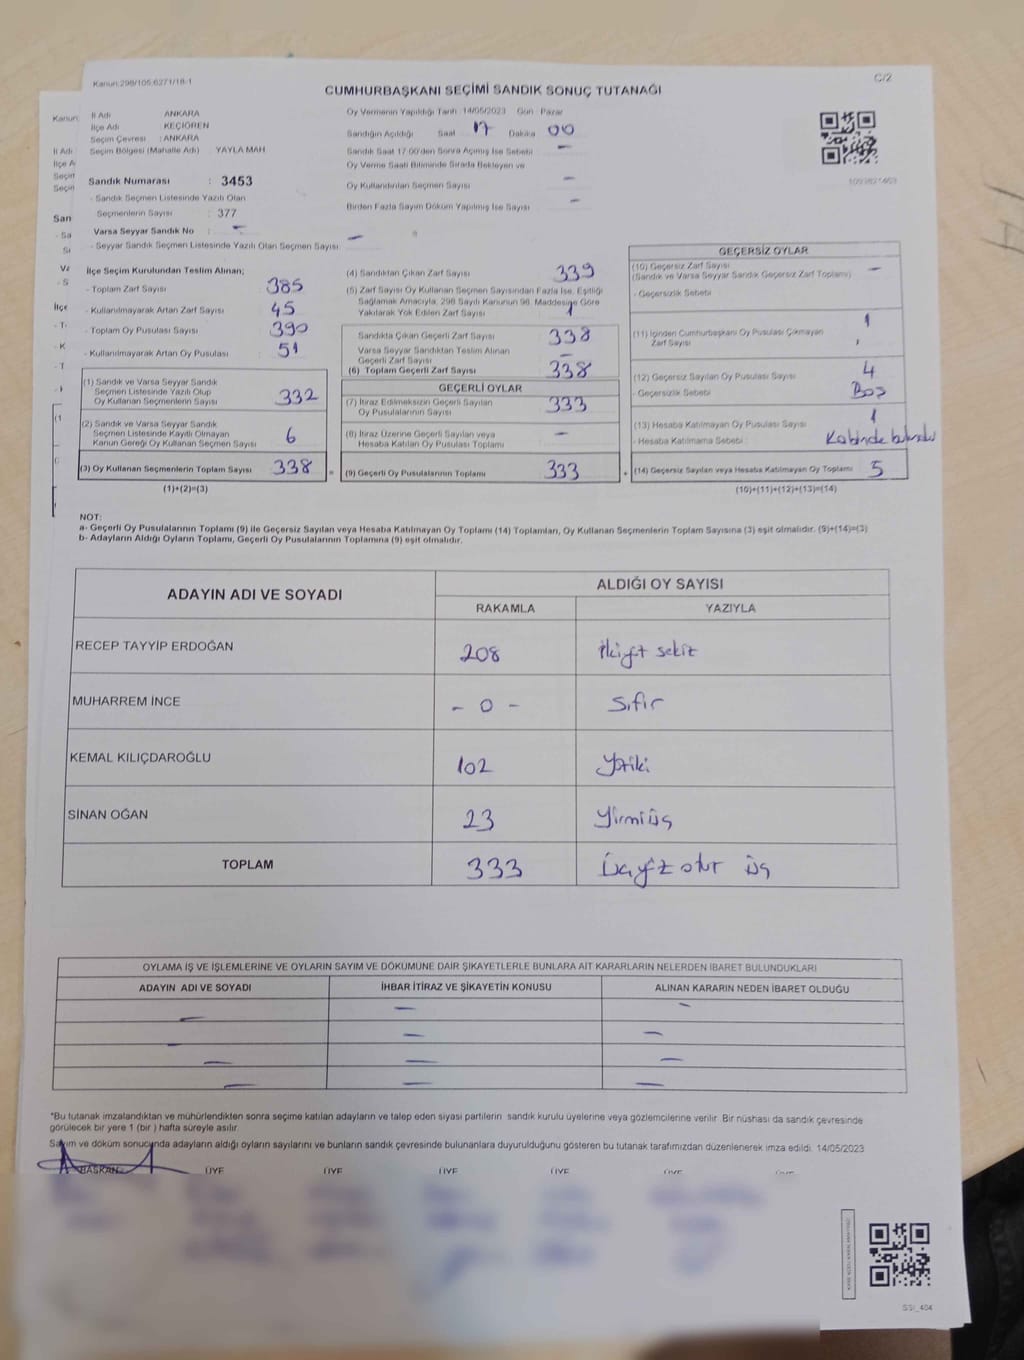 Kanun:298/105,6271/18-1
C/2
CUMHURBAŞKANI SEÇİMİ SANDIK SONUÇ TUTANAĞI
İl Adı ANKARA
İlçe Adı KEÇİÖREN
Seçim Çevresi : ANKARA
Seçim Bölgesi (Mahalle Adı) YAYLA MAH
Sandık Numarası : 3453
- Sandık Seçmen Listesinde Yazılı Olan
Seçmenlerin Sayısı : 377
Varsa Seyyar Sandık No : -
- Seyyar Sandık Seçmen Listesinde Yazılı Olan Seçmen Sayısı: -
Oy Vermenin Yapıldığı Tarih 14/05/2023 Gün Pazar
Sandığın Açıldığı Saat 17 Dakika 00
Sandık Saat 17.00'den Sonra Açılmış İse Sebebi -
Oy Verme Saati Bitiminde Sırada Bekleyen ve
Oy Kullandırılan Seçmen Sayısı -
Birden Fazla Sayım Döküm Yapılmış İse Sayısı -
İlçe Seçim Kurulundan Teslim Alınan;
- Toplam Zarf Sayısı : 385
- Kullanılmayarak Artan Zarf Sayısı : 45
- Toplam Oy Pusulası Sayısı : 390
- Kullanılmayarak Artan Oy Pusulası : 51
(1) Sandık ve Varsa Seyyar Sandık
Seçmen Listesinde Yazılı Olup
Oy Kullanan Seçmenlerin Sayısı 332
(2) Sandık ve Varsa Seyyar Sandık
Seçmen Listesinde Kayıtlı Olmayan
Kanun Gereği Oy Kullanan Seçmen Sayısı 6
(3) Oy Kullanan Seçmenlerin Toplam Sayısı 338
(1)+(2)=(3)
(4) Sandıktan Çıkan Zarf Sayısı 339
(5) Zarf Sayısı Oy Kullanan Seçmen Sayısından Fazla İse, Eşitliği
Sağlamak Amacıyla, 298 Sayılı Kanunun 98. Maddesine Göre
Yakılarak Yok Edilen Zarf Sayısı 1
Sandıkta Çıkan Geçerli Zarf Sayısı 338
Varsa Seyyar Sandıktan Teslim Alınan
Geçerli Zarf Sayısı -
(6) Toplam Geçerli Zarf Sayısı 338
GEÇERLİ OYLAR
(7) İtiraz Edilmeksizin Geçerli Sayılan
Oy Pusulalarının Sayısı 333
(8) İtiraz Üzerine Geçerli Sayılan veya
Hesaba Katılan Oy Pusulası Toplamı -
(9) Geçerli Oy Pusulalarının Toplamı 333
GEÇERSİZ OYLAR
(10) Geçersiz Zarf Sayısı
(Sandık ve Varsa Seyyar Sandık Geçersiz Zarf Toplamı) -
- Geçersizlik Sebebi
(11) İçinden Cumhurbaşkanı Oy Pusulası Çıkmayan
Zarf Sayısı
(12) Geçersiz Sayılan Oy Pusulası Sayısı 4
- Geçersizlik Sebebi Boş
(13) Hesaba Katılmayan Oy Pusulası Sayısı 1
- Hesaba Katılmama Sebebi Kabinde bulundu
(14) Geçersiz Sayılan veya Hesaba Katılmayan Oy Toplamı 5
(10)+(11)+(12)+(13)=(14)
NOT:
a- Geçerli Oy Pusulalarının Toplamı (9) ile Geçersiz Sayılan veya Hesaba Katılmayan Oy Toplamı (14) Toplamları, Oy Kullanan Seçmenlerin Toplam Sayısına (3) eşit olmalıdır. (9)+(14)=(3)
b- Adayların Aldığı Oyların Toplamı, Geçerli Oy Pusulalarının Toplamına (9) eşit olmalıdır.
ADAYIN ADI VE SOYADI ALDIĞI OY SAYISI
RAKAMLA YAZIYLA
RECEP TAYYİP ERDOĞAN 208 İkiyüz sekiz
MUHARREM İNCE - 0 - Sıfır
KEMAL KILIÇDAROĞLU 102 Yüziki
SİNAN OĞAN 23 Yirmiüç
TOPLAM 333 Üçyüz otuz üç
OYLAMA İŞ VE İŞLEMLERİNE VE OYLARIN SAYIM VE DÖKÜMÜNE DAİR ŞİKAYETLERLE BUNLARA AİT KARARLARIN NELERDEN İBARET BULUNDUKLARI
ADAYIN ADI VE SOYADI İHBAR İTİRAZ VE ŞİKAYETİN KONUSU ALINAN KARARIN NEDEN İBARET OLDUĞU
*Bu tutanak imzalandıktan ve mühürlendikten sonra seçime katılan adayların ve talep eden siyasi partilerin sandık kurulu üyelerine veya gözlemcilerine verilir. Bir nüshası da sandık çevresinde
görülecek bir yere 1 (bir ) hafta süreyle asılır.
Sayım ve döküm sonucunda adayların aldığı oyların sayılarını ve bunların sandık çevresinde bulunanlara duyurulduğunu gösteren bu tutanak tarafımızdan düzenlenerek imza edildi. 14/05/2023
BAŞKAN ÜYE ÜYE ÜYE ÜYE ÜYE
SSİ_404